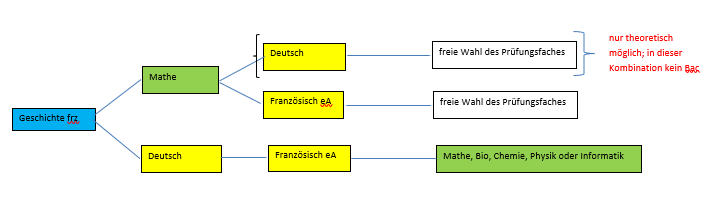 nur theoretisch
möglich; in dieser
Kombination kein Bac
Deutsch
freie Wahl des Prüfungsfaches
Mathe
Französisch eA
freie Wahl des Prüfungsfaches
Geschichte frz
Deutsch
Französisch eA
Mathe, Bio, Chemie, Physik oder Informatik